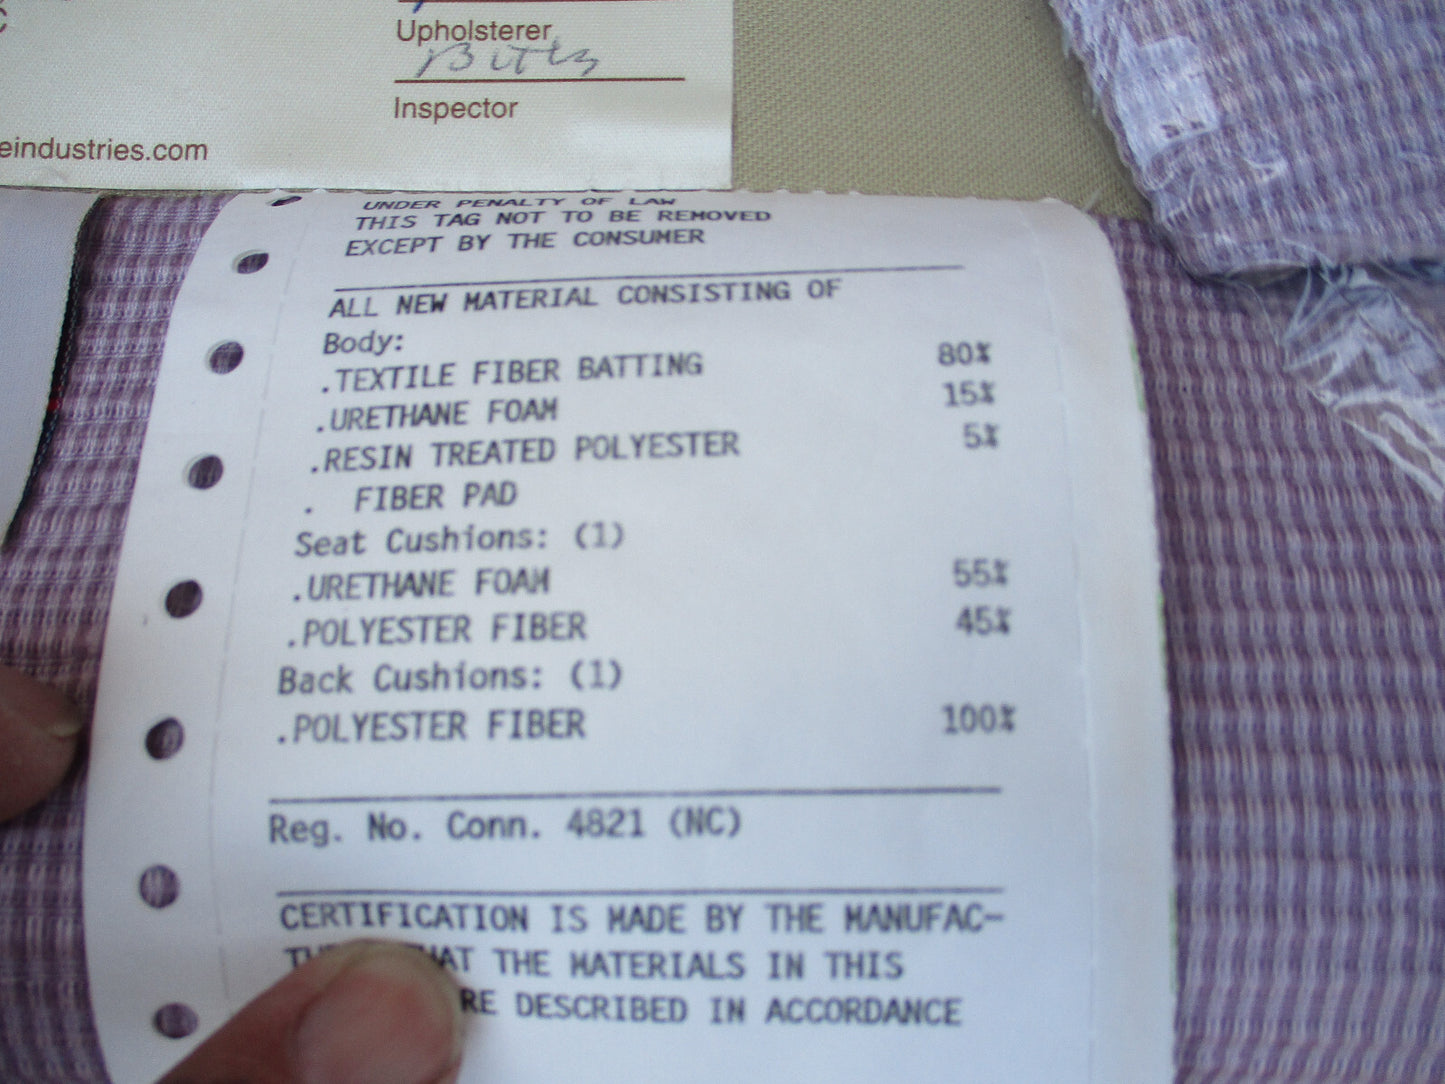 C
Upholsterer
Inspector
eindustries.com
UNDER PENALTY OF LAW
THIS TAG NOT TO BE REMOVED
EXCEPT BY THE CONSUMER
ALL NEW MATERIAL CONSISTING OF
Body:
.TEXTILE FIBER BATTING 80%
.URETHANE FOAM 15%
.RESIN TREATED POLYESTER 5%
. FIBER PAD
Seat Cushions: (1)
.URETHANE FOAM 55%
.POLYESTER FIBER 45%
Back Cushions: (1)
.POLYESTER FIBER 100%
Reg. No. Conn. 4821 (NC)
CERTIFICATION IS MADE BY THE MANUFAC-
THE MATERIALS IN THIS
DESCRIBED IN ACCORDANCE